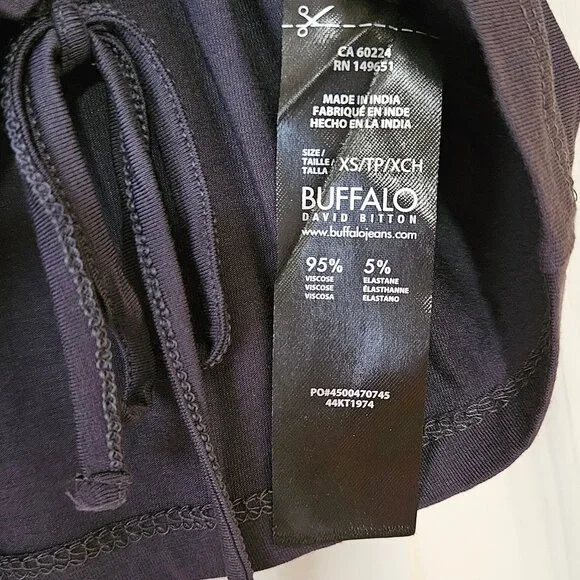 CA 60224
RN 149651
MADE IN INDIA
FABRIQUÉ EN INDE
HECHO EN LA INDIA
SIZE /
TAILLE / XS/TP/XCH
TALLA
BUFFALO
DAVID BITTON
www.buffalojeans.com
95% 5%
VISCOSE ELASTANE
VISCOSE ÉLASTHANNE
VISCOSA ELASTANO
PO#4500470745
44KT1974